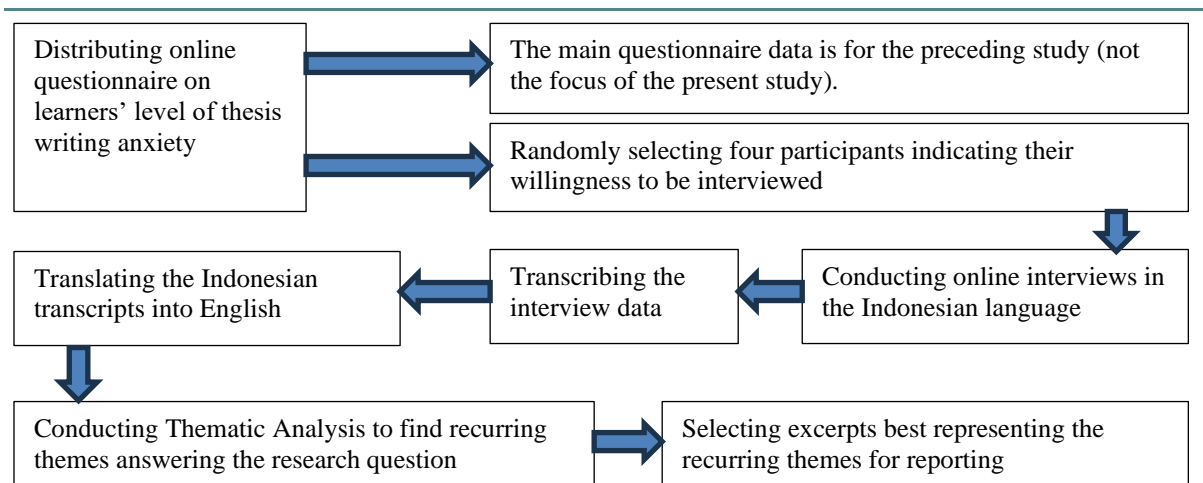 Distributing online
questionnaire on
learners’ level of thesis
writing anxiety
The main questionnaire data is for the preceding study (not
the focus of the present study).
Randomly selecting four participants indicating their
willingness to be interviewed
Conducting online interviews in
the Indonesian language
Transcribing the
interview data
Translating the Indonesian
transcripts into English
Conducting Thematic Analysis to find recurring
themes answering the research question
Selecting excerpts best representing the
recurring themes for reporting